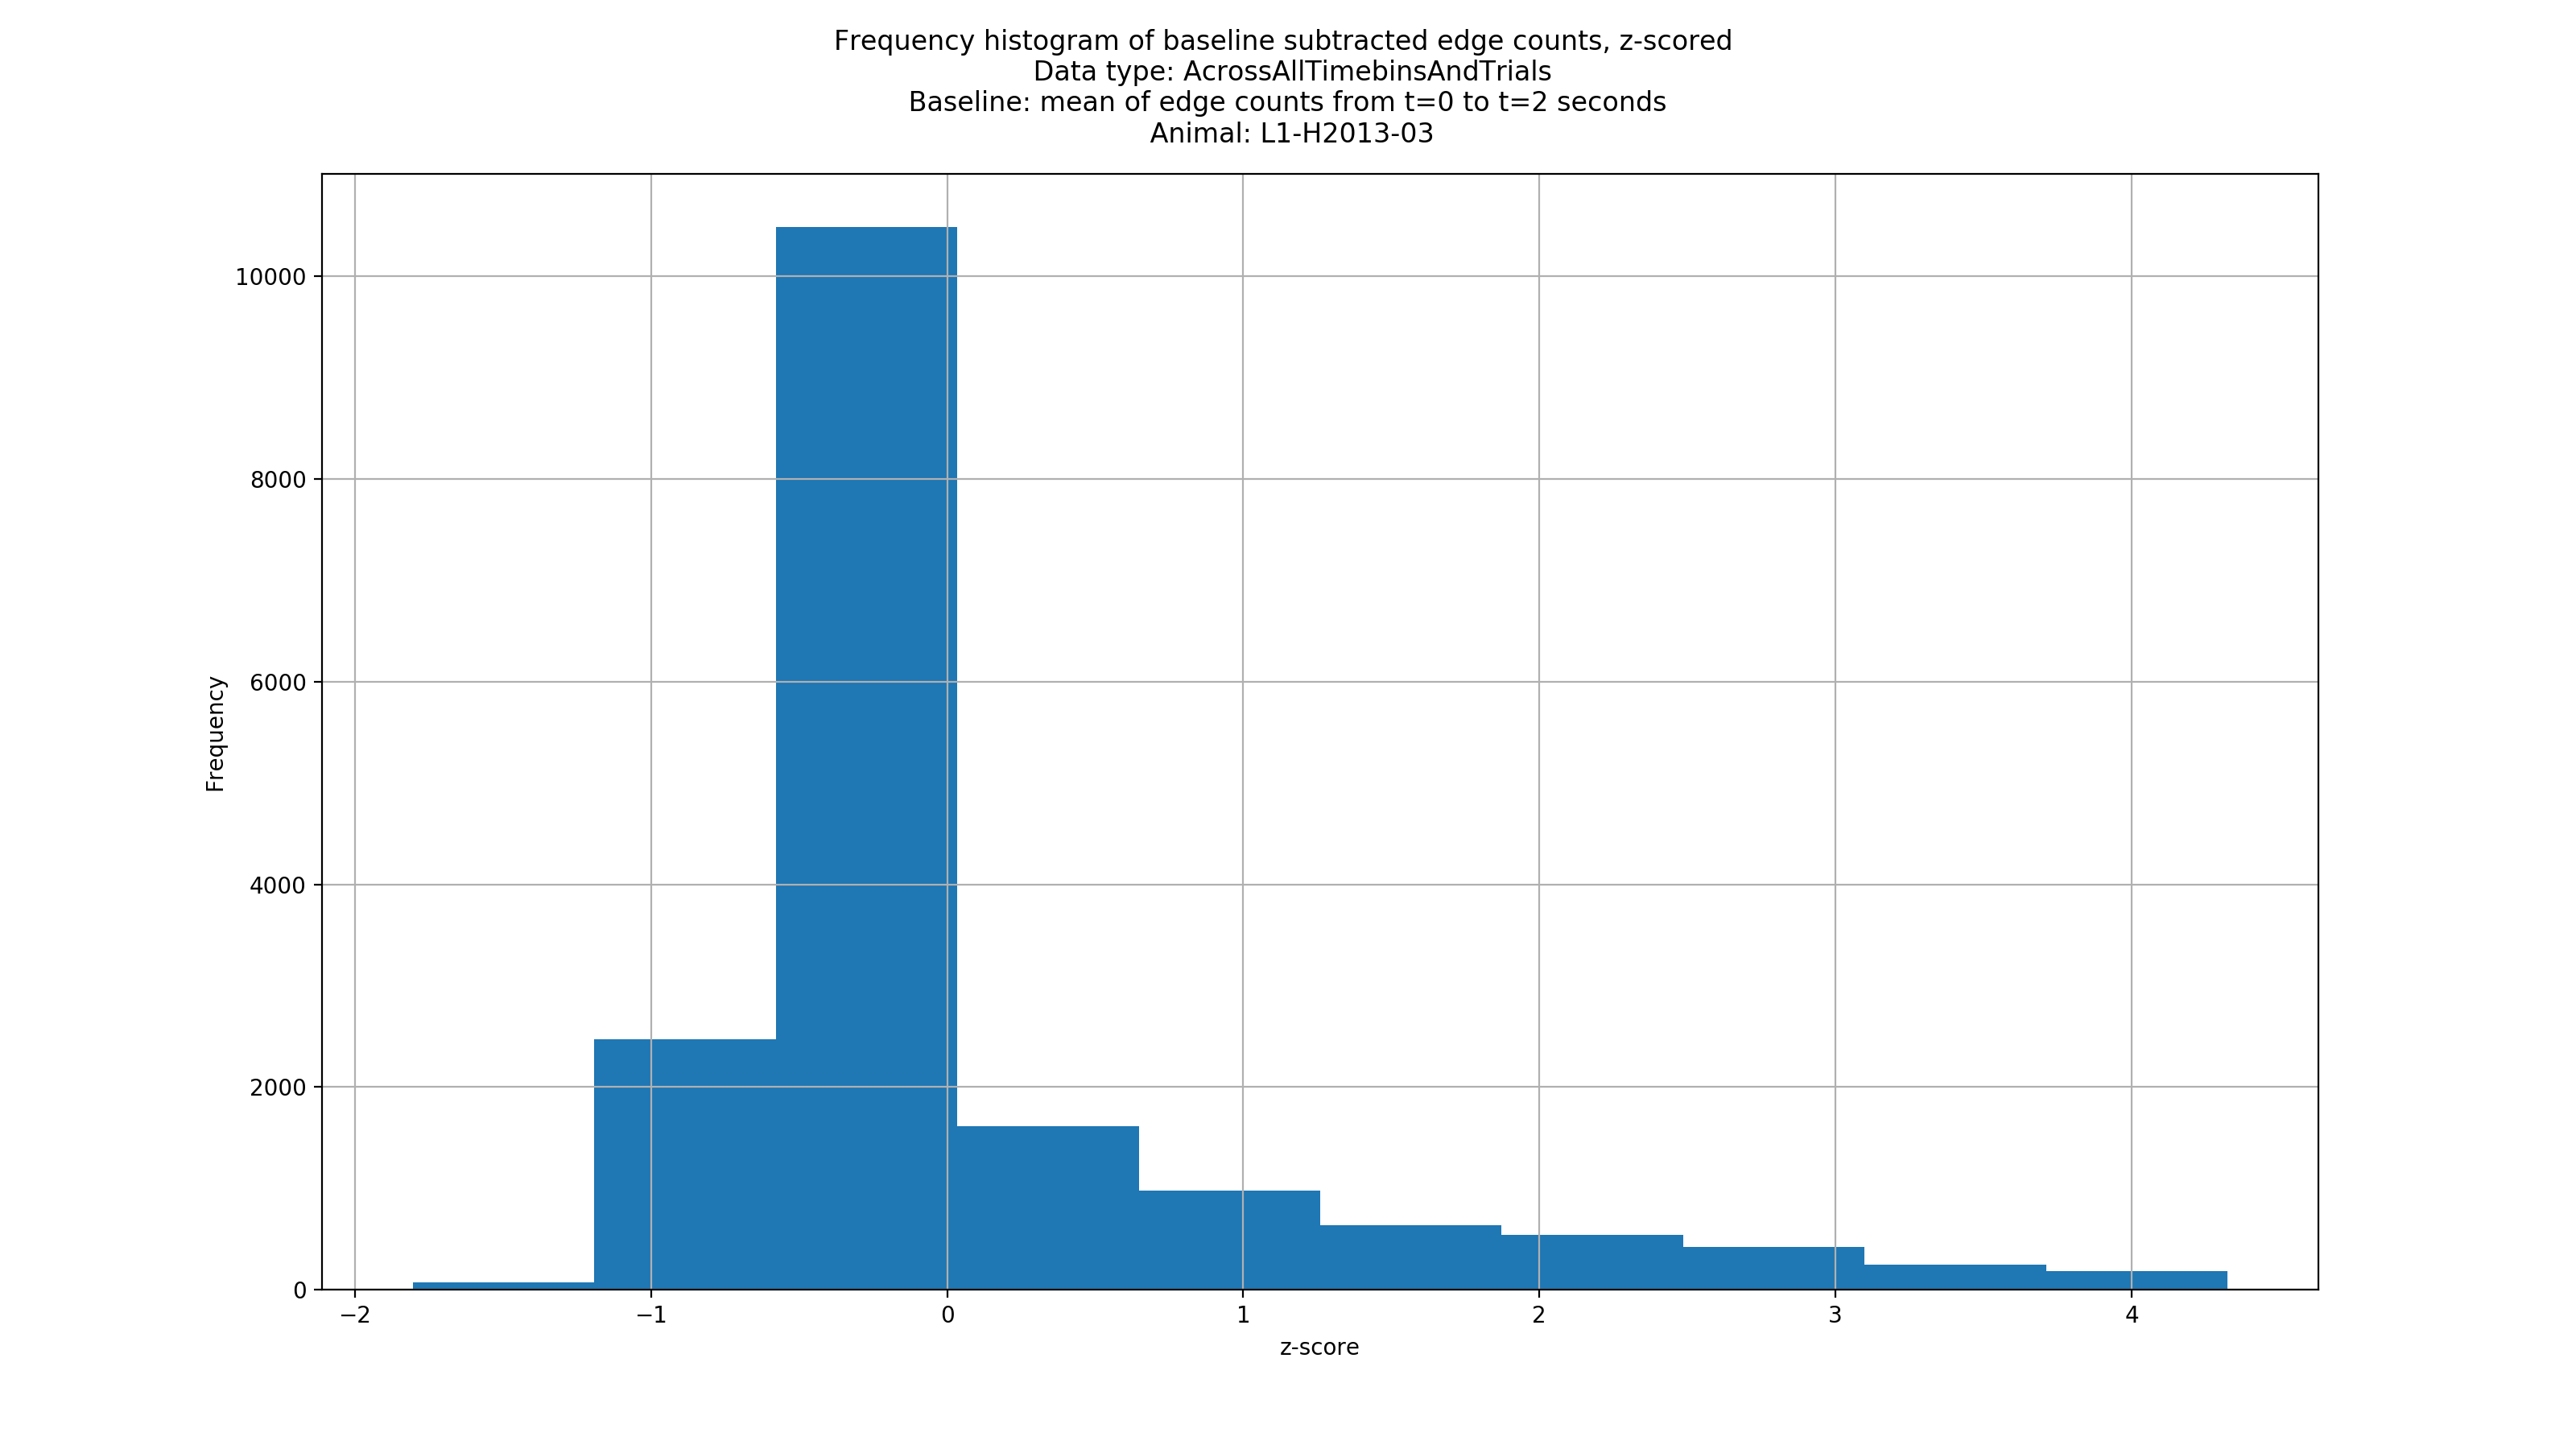 Frequency histogram of baseline subtracted edge counts, z-scored
Data type: AcrossAllTimebinsAndTrials
Baseline: mean of edge counts from t=0 to t=2 seconds
Animal: L1-H2013-03
10000
8000
6000
4000
2000
0
Frequency
−2 −1 0 1 2 3 4
z-score